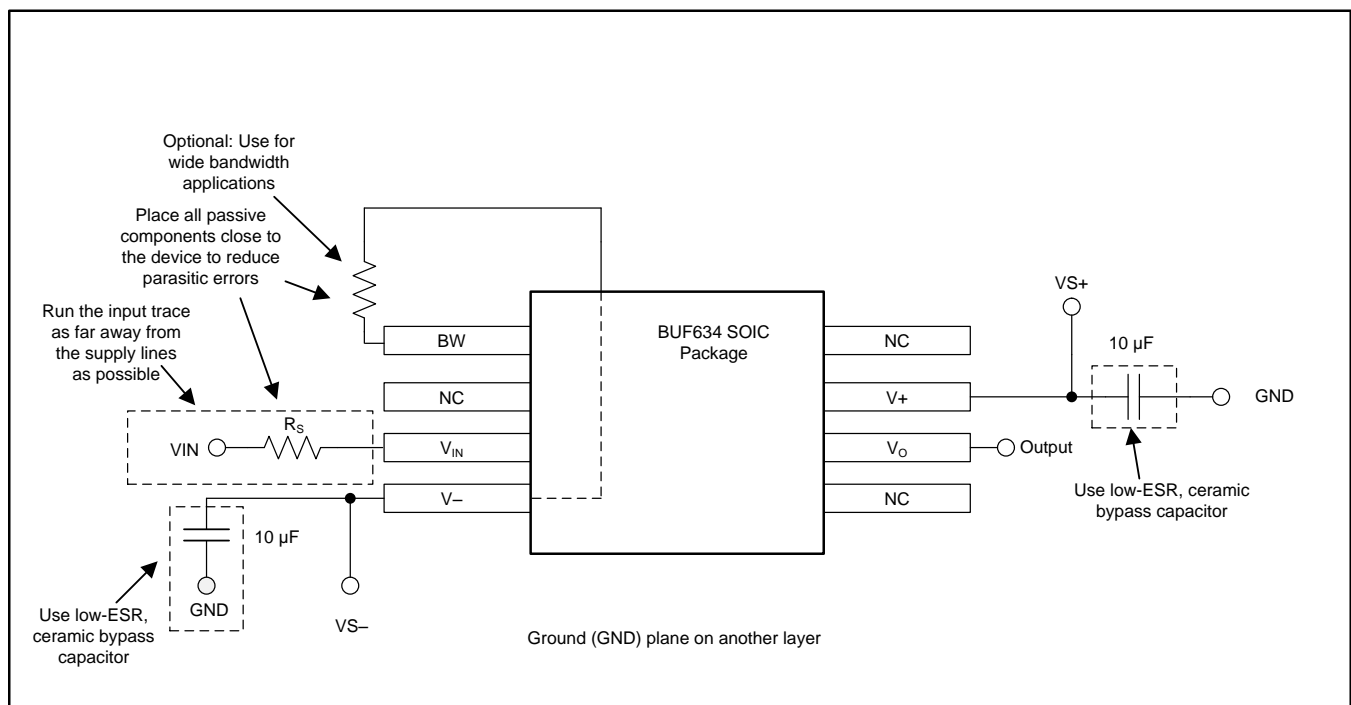 Optional: Use for
wide bandwidth
applications
Place all passive
components close to
the device to reduce
parasitic errors
Run the input trace
as far away from
the supply lines
as possible
BW
NC
VIN
RS
VIN
V–
10 µF
GND
VS–
Use low-ESR,
ceramic bypass
capacitor
BUF634 SOIC
Package
NC
V+
VO
NC
VS+
10 µF
GND
Output
Use low-ESR, ceramic
bypass capacitor
Ground (GND) plane on another layer